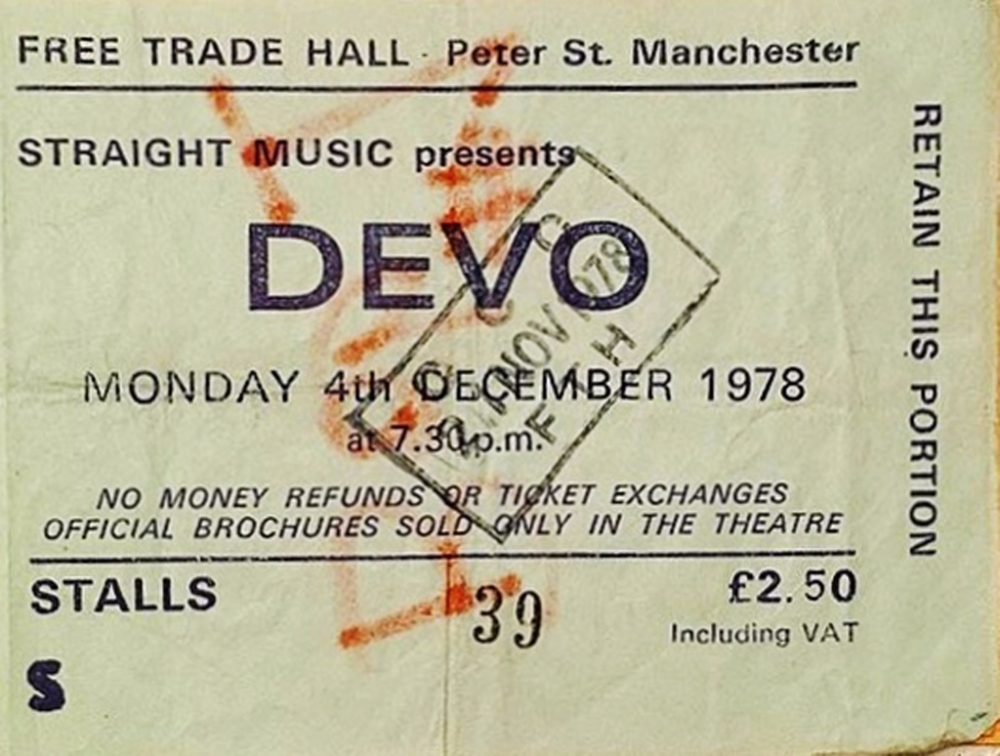 FREE TRADE HALL - Peter St. Manchester
STRAIGHT MUSIC presents
DEVO
MONDAY 4th DECEMBER 1978
at 7.30 p.m.
NO MONEY REFUNDS OR TICKET EXCHANGES
OFFICIAL BROCHURES SOLD ONLY IN THE THEATRE
STALLS
£2.50
Including VAT
39
S
RETAIN THIS PORTION
NOV 1978
F T H